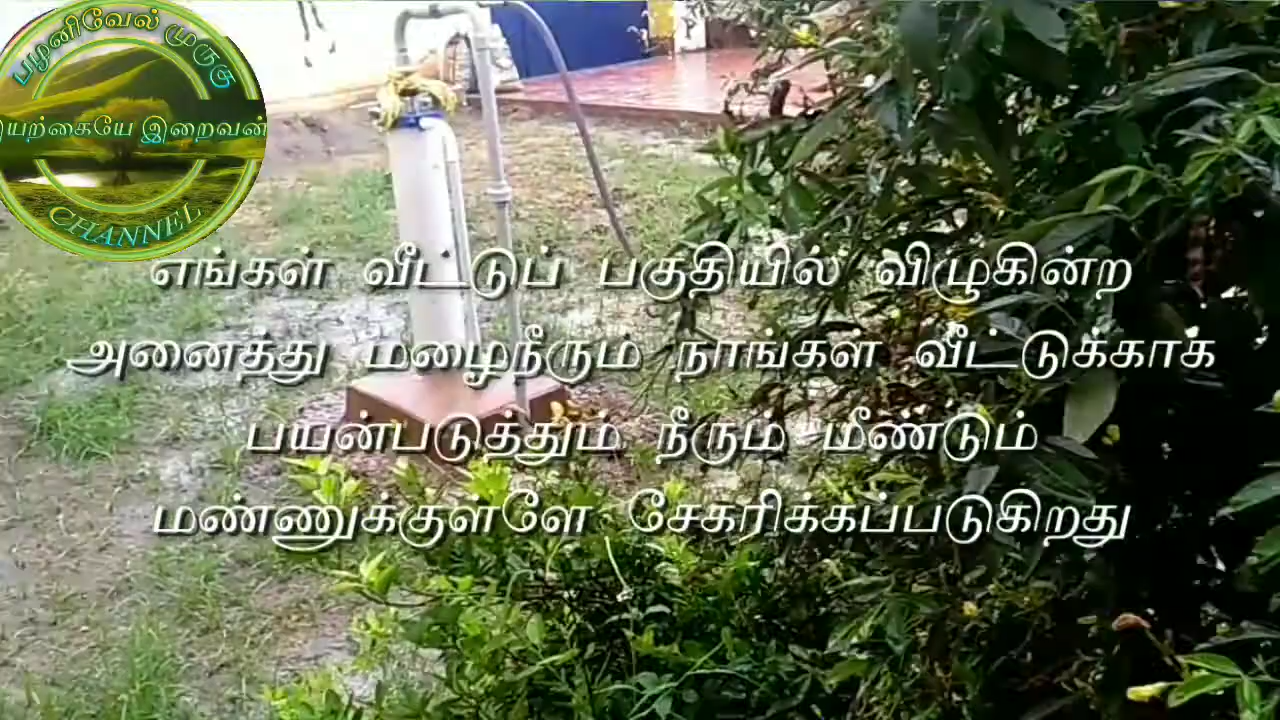 பழனிவேல் முருகு
இயற்கையே இறைவன்
CHANNEL
எங்கள் வீட்டுப் பகுதியில் விழுகின்ற
அனைத்து மழைநீரும் நாங்கள் வீட்டுக்காக
பயன்படுத்தும் நீரும் மீண்டும்
மண்ணுக்குள்ளே சேகரிக்கப்படுகிறது